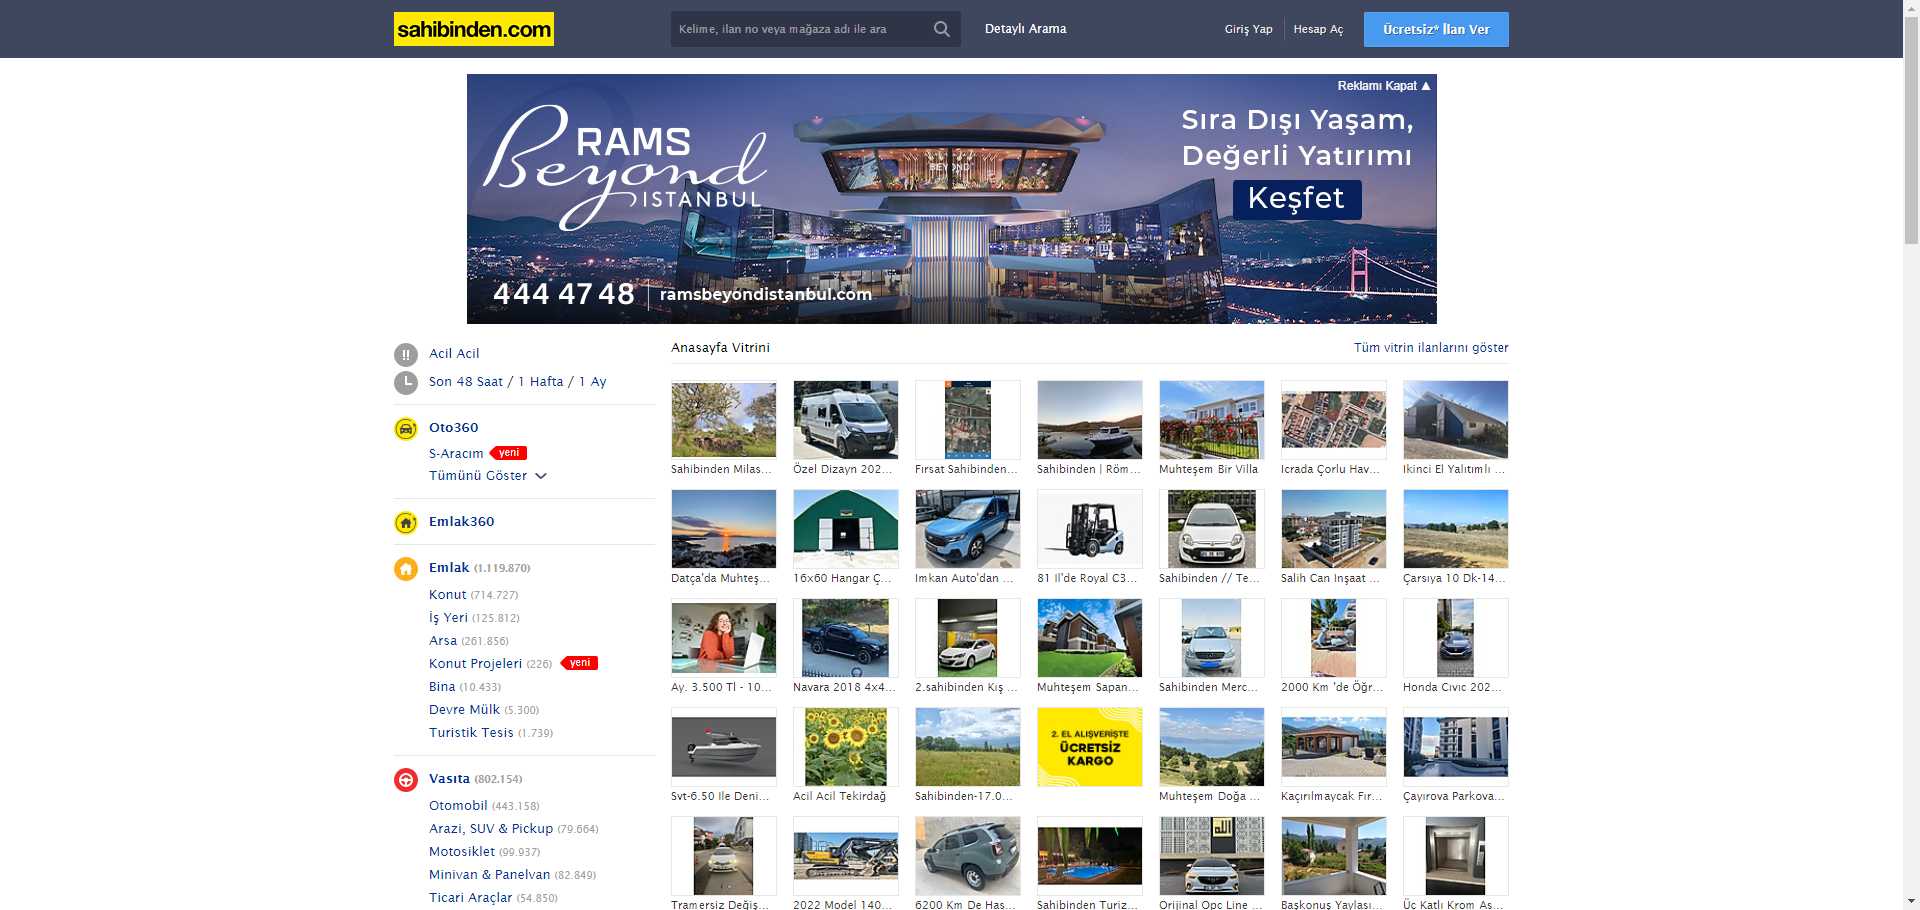 sahibinden.com
Kelime, ilan no veya mağaza adı ile ara
Detaylı Arama
Giriş Yap
Hesap Aç
Ücretsiz* İlan Ver
Reklamı Kapat ▲
RAMS
Beyond
ISTANBUL
BEYOND
Sıra Dışı Yaşam,
Değerli Yatırımı
Keşfet
444 47 48
ramsbeyondistanbul.com
Acil Acil
Son 48 Saat / 1 Hafta / 1 Ay
Oto360
S-Aracım yeni
Tümünü Göster
Emlak360
Emlak (1.119.870)
Konut (714.727)
İş Yeri (125.812)
Arsa (261.856)
Konut Projeleri (226) yeni
Bina (10.433)
Devre Mülk (5.300)
Turistik Tesis (1.739)
Vasıta (802.154)
Otomobil (443.158)
Arazi, SUV & Pickup (79.664)
Motosiklet (99.937)
Minivan & Panelvan (82.849)
Ticari Araçlar (54.850)
Anasayfa Vitrini
Tüm vitrin ilanlarını göster
Sahibinden Milas...
Özel Dizayn 202...
Fırsat Sahibinden...
Sahibinden | Röm...
Muhteşem Bir Villa
Icrada Çorlu Hav...
Ikinci El Yalıtımlı ...
Datça'da Muhteş...
16x60 Hangar Ç...
Imkan Auto'dan ...
81 Il'de Royal C3...
Sahibinden // Te...
Salih Can Inşaat ...
Çarsıya 10 Dk-14...
Ay. 3.500 Tl - 10...
Navara 2018 4x4...
2.sahibinden Kış ...
Muhteşem Sapan...
Sahibinden Merc...
2000 Km 'de Öğr...
Honda Cıvıc 202...
2. EL ALIŞVERİŞTE
ÜCRETSİZ
KARGO
Svt-6.50 Ile Deni...
Acil Acil Tekirdağ
Sahibinden-17.0...
Muhteşem Doğa ...
Kaçırılmaycak Fır...
Çayırova Parkova...
الله
Tramersiz Değiş...
2022 Model 140...
6200 Km De Has...
Sahibinden Turiz...
Orijinal Opc Line ...
Başkonuş Yaylası...
Üç Katlı Krom As...